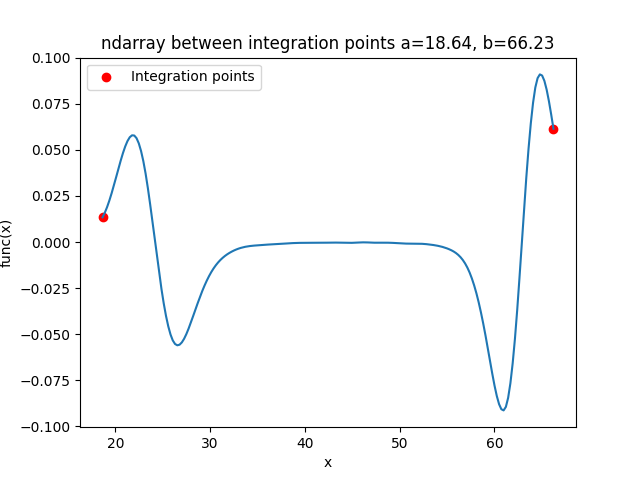 ndarray between integration points a=18.64, b=66.23
Integration points
0.100
0.075
0.050
0.025
0.000
−0.025
−0.050
−0.075
−0.100
func(x)
20 30 40 50 60
x